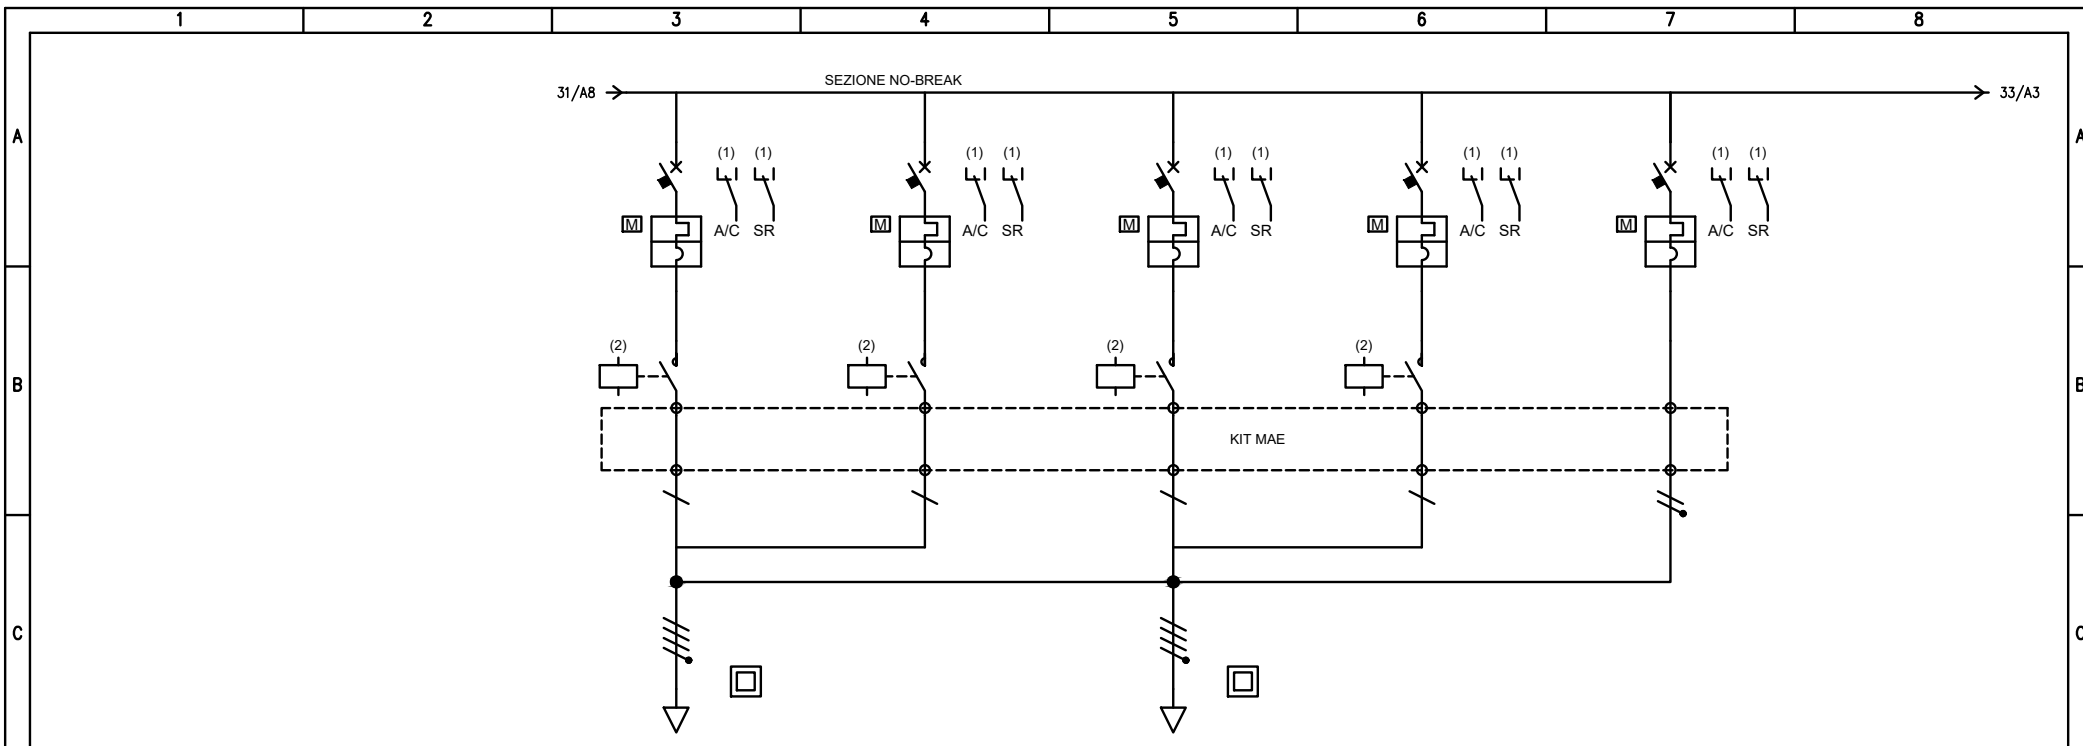 1 2 3 4 5 6 7 8
SEZIONE NO-BREAK
31/A8 33/A3
A A
(1) (1) (1) (1) (1) (1) (1) (1) (1) (1)
M A/C SR M A/C SR M A/C SR M A/C SR M A/C SR
(2) (2) (2) (2)
B B
KIT MAE
C C